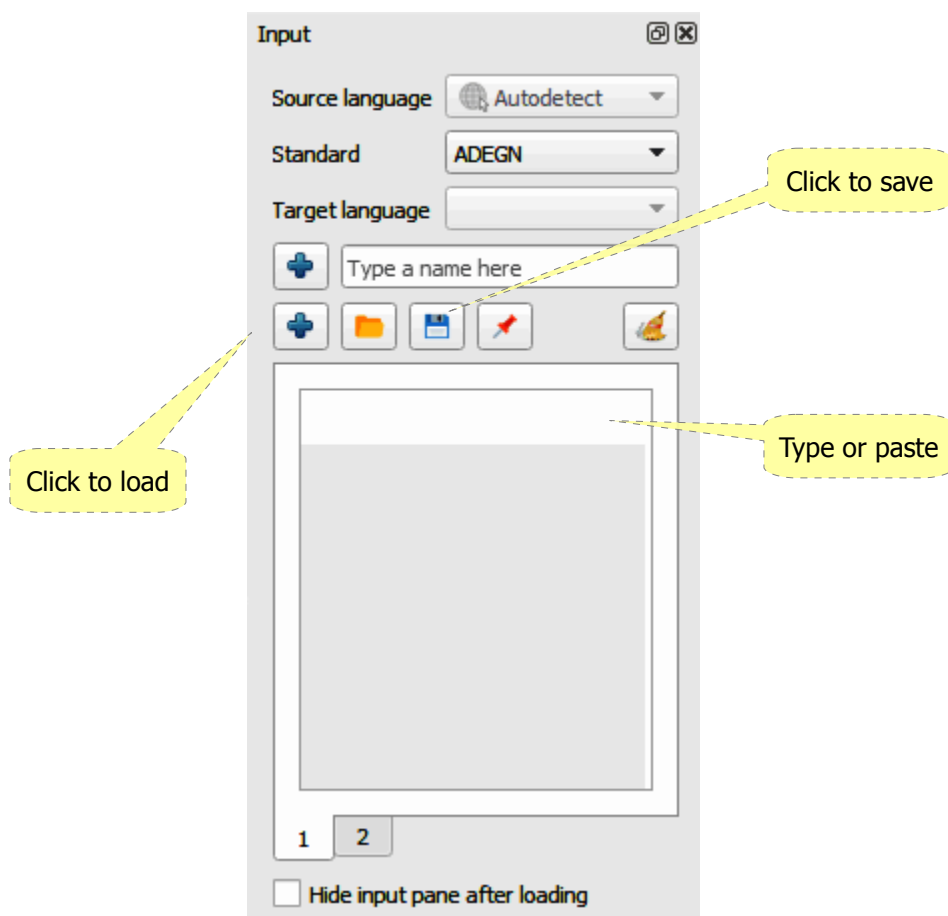 Input
Source language Autodetect
Standard ADEGN
Click to save
Target language
Type a name here
Type or paste
Click to load
1 2
Hide input pane after loading